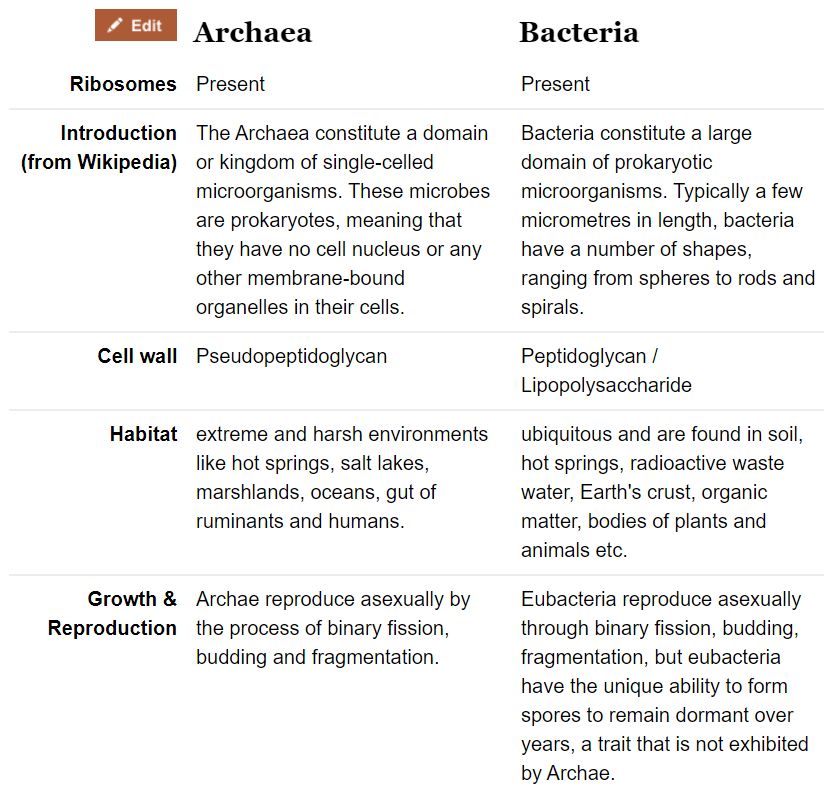 Edit
Archaea
Bacteria
Ribosomes
Present
Present
Introduction
(from Wikipedia)
The Archaea constitute a domain
or kingdom of single-celled
microorganisms. These microbes
are prokaryotes, meaning that
they have no cell nucleus or any
other membrane-bound
organelles in their cells.
Bacteria constitute a large
domain of prokaryotic
microorganisms. Typically a few
micrometres in length, bacteria
have a number of shapes,
ranging from spheres to rods and
spirals.
Cell wall
Pseudopeptidoglycan
Peptidoglycan /
Lipopolysaccharide
Habitat
extreme and harsh environments
like hot springs, salt lakes,
marshlands, oceans, gut of
ruminants and humans.
ubiquitous and are found in soil,
hot springs, radioactive waste
water, Earth's crust, organic
matter, bodies of plants and
animals etc.
Growth &
Reproduction
Archae reproduce asexually by
the process of binary fission,
budding and fragmentation.
Eubacteria reproduce asexually
through binary fission, budding,
fragmentation, but eubacteria
have the unique ability to form
spores to remain dormant over
years, a trait that is not exhibited
by Archae.